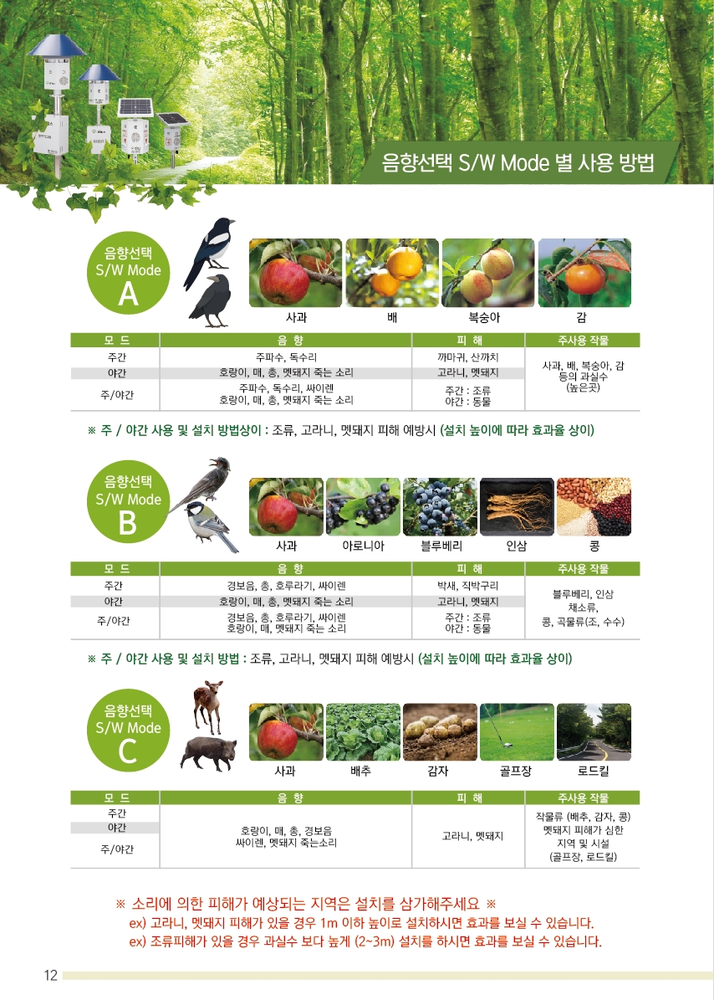 음향선택 S/W Mode 별 사용 방법
음향선택
S/W Mode
A
사과 배 복숭아 감
모 드 음 향 피 해 주사용 작물
주간 주파수, 독수리 까마귀, 산까치
야간 호랑이, 매, 총, 멧돼지 죽는 소리 고라니, 멧돼지
주/야간 주파수, 독수리, 싸이렌
호랑이, 매, 총, 멧돼지 죽는 소리
주간 : 조류
야간 : 동물
사과, 배, 복숭아, 감
등의 과실수
(높은곳)
※ 주 / 야간 사용 및 설치 방법상이 : 조류, 고라니, 멧돼지 피해 예방시 (설치 높이에 따라 효과율 상이)
음향선택
S/W Mode
B
사과 아로니아 블루베리 인삼 콩
모 드 음 향 피 해 주사용 작물
주간 경보음, 총, 호루라기, 싸이렌 박새, 직박구리
야간 호랑이, 매, 총, 멧돼지 죽는 소리 고라니, 멧돼지
주/야간 경보음, 총, 호루라기, 싸이렌
호랑이, 매, 멧돼지 죽는 소리
주간 : 조류
야간 : 동물
블루베리, 인삼
채소류,
콩, 곡물류(조, 수수)
※ 주 / 야간 사용 및 설치 방법 : 조류, 고라니, 멧돼지 피해 예방시 (설치 높이에 따라 효과율 상이)
음향선택
S/W Mode
C
사과 배추 감자 골프장 로드킬
모 드 음 향 피 해 주사용 작물
주간
야간
주/야간
호랑이, 매, 총, 경보음
싸이렌, 멧돼지 죽는소리
고라니, 멧돼지
작물류 (배추, 감자, 콩)
멧돼지 피해가 심한
지역 및 시설
(골프장, 로드킬)
※ 소리에 의한 피해가 예상되는 지역은 설치를 삼가해주세요 ※
ex) 고라니, 멧돼지 피해가 있을 경우 1m 이하 높이로 설치하시면 효과를 보실 수 있습니다.
ex) 조류피해가 있을 경우 과실수 보다 높게 (2~3m) 설치를 하시면 효과를 보실 수 있습니다.
12